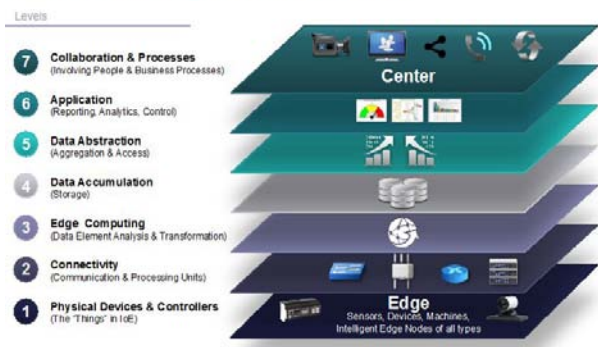 Levels
7
Collaboration & Processes
(Involving People & Business Processes)
6
Application
(Reporting, Analytics, Control)
5
Data Abstraction
(Aggregation & Access)
4
Data Accumulation
(Storage)
3
Edge Computing
(Data Element Analysis & Transformation)
2
Connectivity
(Communication & Processing Units)
1
Physical Devices & Controllers
(The "Things" in IoE)
Center
Edge
Sensors, Devices, Machines,
Intelligent Edge Nodes of all types